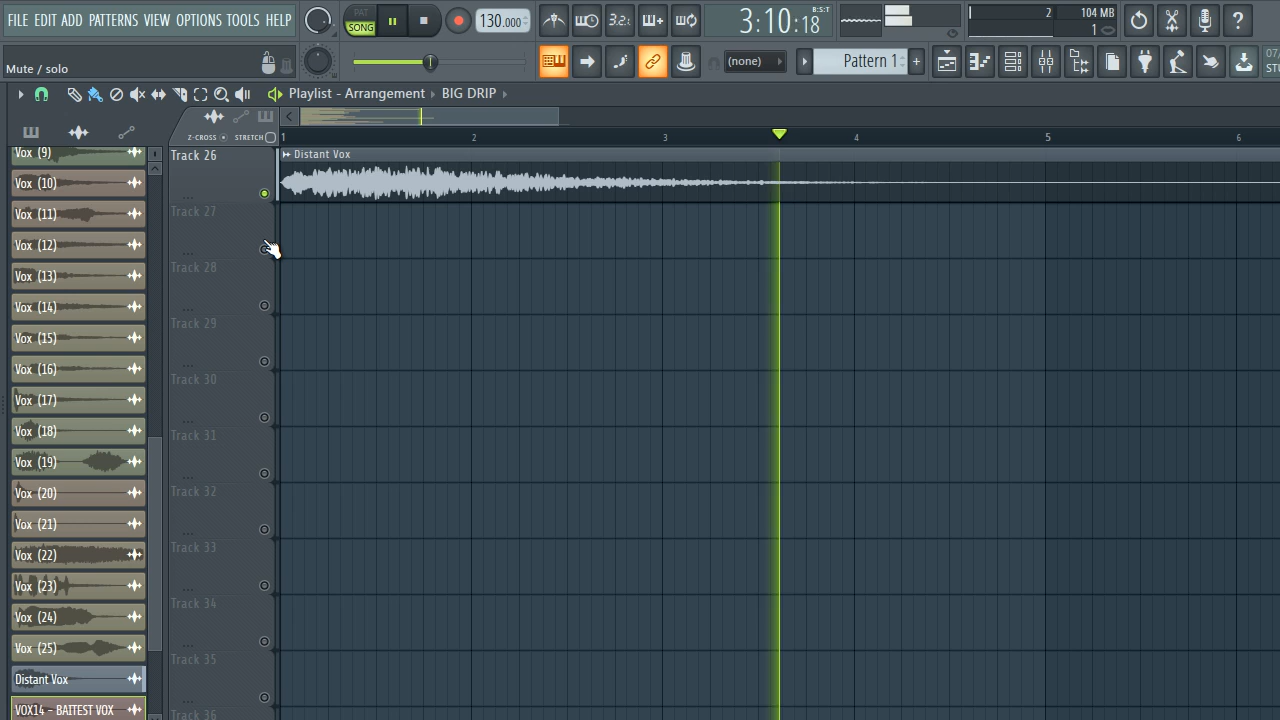 FILE EDIT ADD PATTERNS VIEW OPTIONS TOOLS HELP
PAT
SONG
130.000
3.2.
3:10:18
B:S:T
2
104 MB
1
Mute / solo
(none)
Pattern 1
+
07/
STO
Playlist - Arrangement
BIG DRIP
Z-CROSS
STRETCH
1
2
3
4
5
6
Vox (9)
Vox (10)
Vox (11)
Vox (12)
Vox (13)
Vox (14)
Vox (15)
Vox (16)
Vox (17)
Vox (18)
Vox (19)
Vox (20)
Vox (21)
Vox (22)
Vox (23)
Vox (24)
Vox (25)
Distant Vox
VOX14 - BAITEST VOX
Track 26
Distant Vox
Track 27
Track 28
Track 29
Track 30
Track 31
Track 32
Track 33
Track 34
Track 35
Track 36